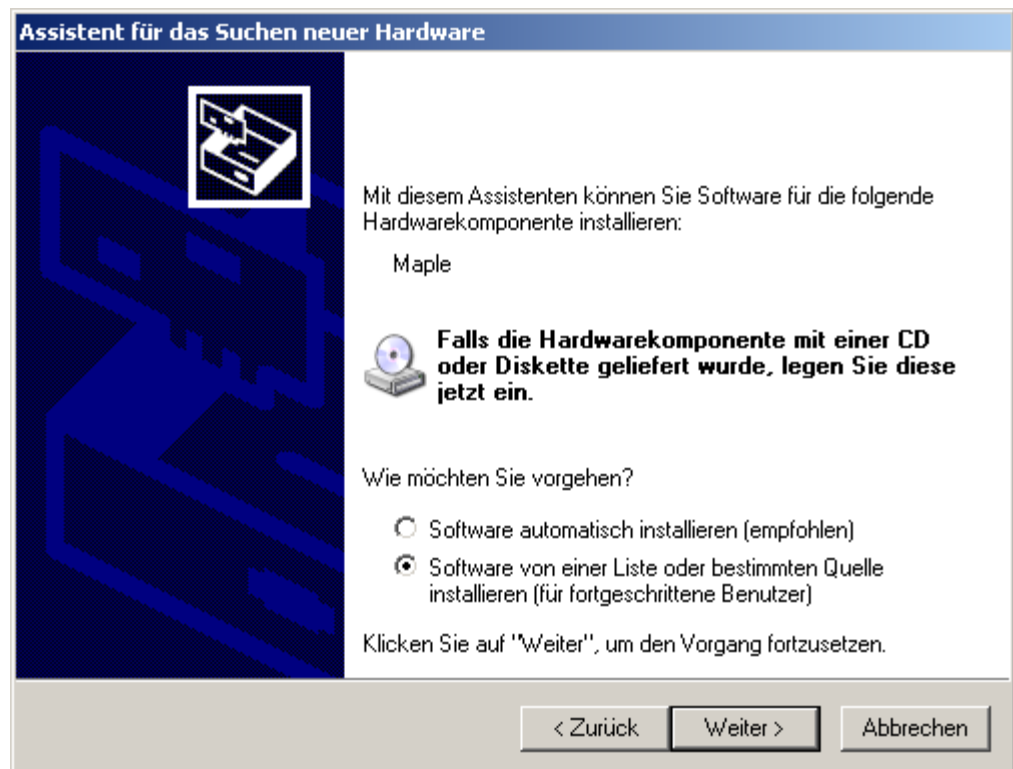 Assistent für das Suchen neuer Hardware
Mit diesem Assistenten können Sie Software für die folgende
Hardwarekomponente installieren:
Maple
Falls die Hardwarekomponente mit einer CD
oder Diskette geliefert wurde, legen Sie diese
jetzt ein.
Wie möchten Sie vorgehen?
Software automatisch installieren (empfohlen)
Software von einer Liste oder bestimmten Quelle
installieren (für fortgeschrittene Benutzer)
Klicken Sie auf "Weiter", um den Vorgang fortzusetzen.
< Zurück
Weiter >
Abbrechen